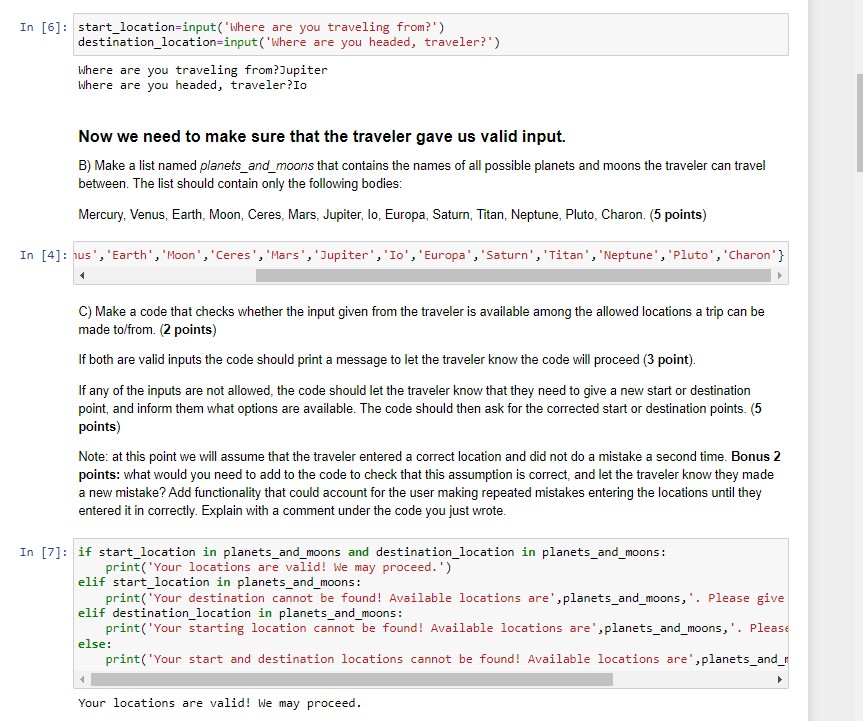 In [6]: start_location=input('Where are you traveling from?')
destination_location=input('Where are you headed, traveler?')
Where are you traveling from?Jupiter
Where are you headed, traveler?Io
Now we need to make sure that the traveler gave us valid input.
B) Make a list named planets_and_moons that contains the names of all possible planets and moons the traveler can travel
between. The list should contain only the following bodies:
Mercury, Venus, Earth, Moon, Ceres, Mars, Jupiter, Io, Europa, Saturn, Titan, Neptune, Pluto, Charon. (5 points)
In [4]: nus','Earth','Moon','Ceres','Mars','Jupiter','Io','Europa','Saturn','Titan','Neptune','Pluto','Charon'}
C) Make a code that checks whether the input given from the traveler is available among the allowed locations a trip can be
made to/from. (2 points)
If both are valid inputs the code should print a message to let the traveler know the code will proceed (3 point).
If any of the inputs are not allowed, the code should let the traveler know that they need to give a new start or destination
point, and inform them what options are available. The code should then ask for the corrected start or destination points. (5
points)
Note: at this point we will assume that the traveler entered a correct location and did not do a mistake a second time. Bonus 2
points: what would you need to add to the code to check that this assumption is correct, and let the traveler know they made
a new mistake? Add functionality that could account for the user making repeated mistakes entering the locations until they
entered it in correctly. Explain with a comment under the code you just wrote.
In [7]: if start_location in planets_and_moons and destination_location in planets_and_moons:
print('Your locations are valid! We may proceed.')
elif start_location in planets_and_moons:
print('Your destination cannot be found! Available locations are',planets_and_moons,'. Please give
elif destination_location in planets_and_moons:
print('Your starting location cannot be found! Available locations are',planets_and_moons,'. Please
else:
print('Your start and destination locations cannot be found! Available locations are',planets_and_m
Your locations are valid! We may proceed.